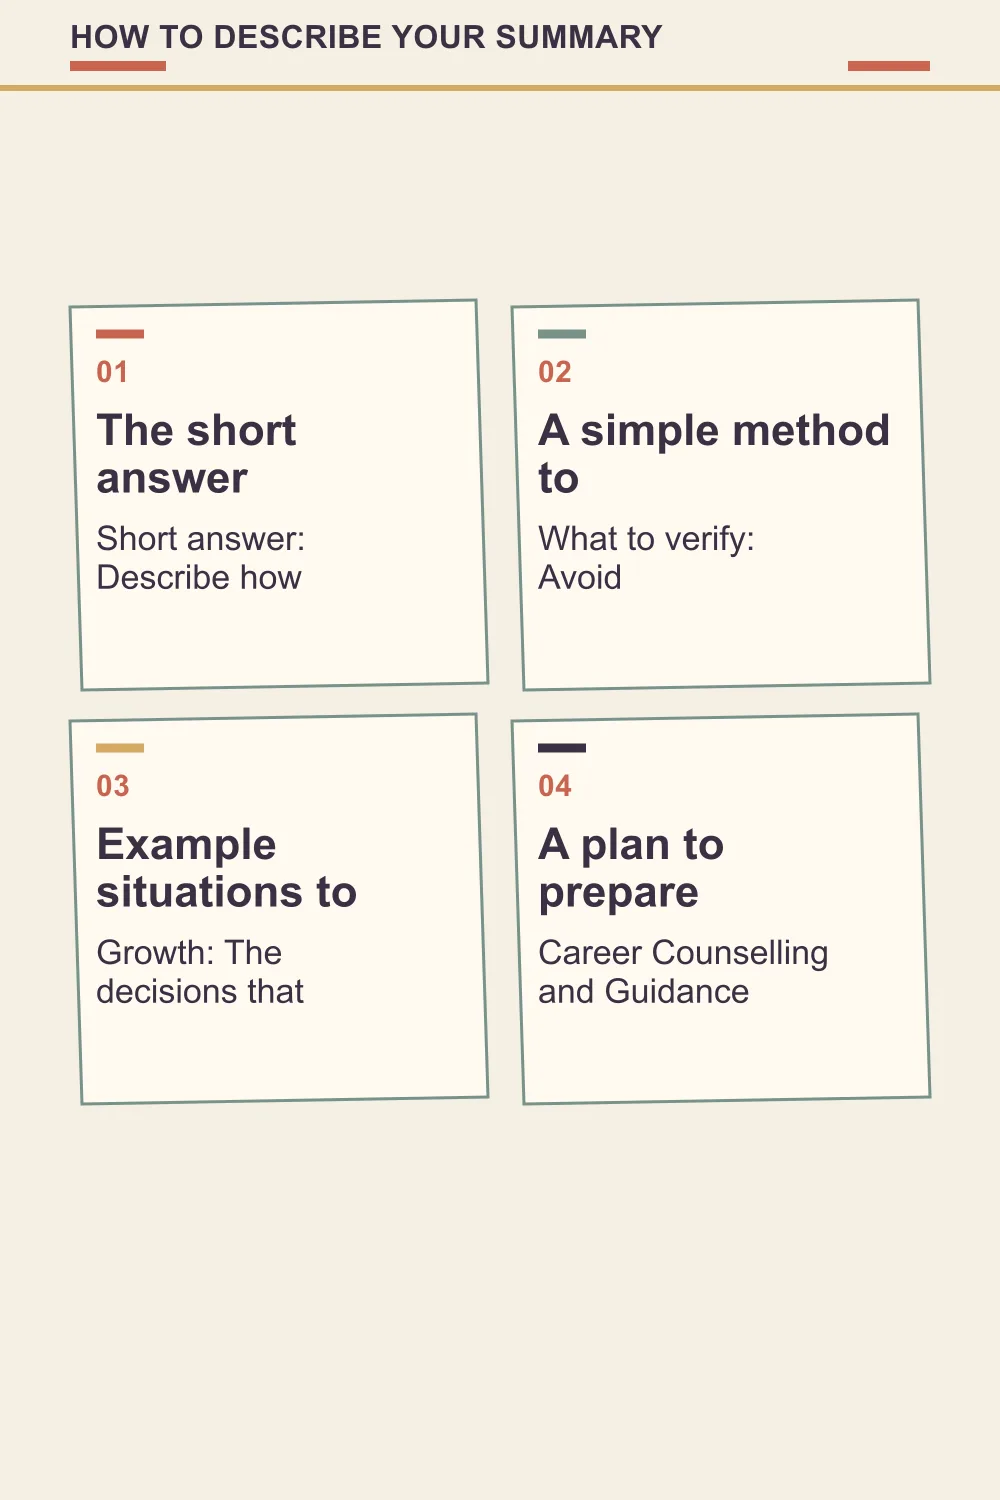 HOW TO DESCRIBE YOUR SUMMARY
01
The short
answer
Short answer:
Describe how
02
A simple method
to
What to verify:
Avoid
03
Example
situations to
Growth: The
decisions that
04
A plan to
prepare
Career Counselling
and Guidance